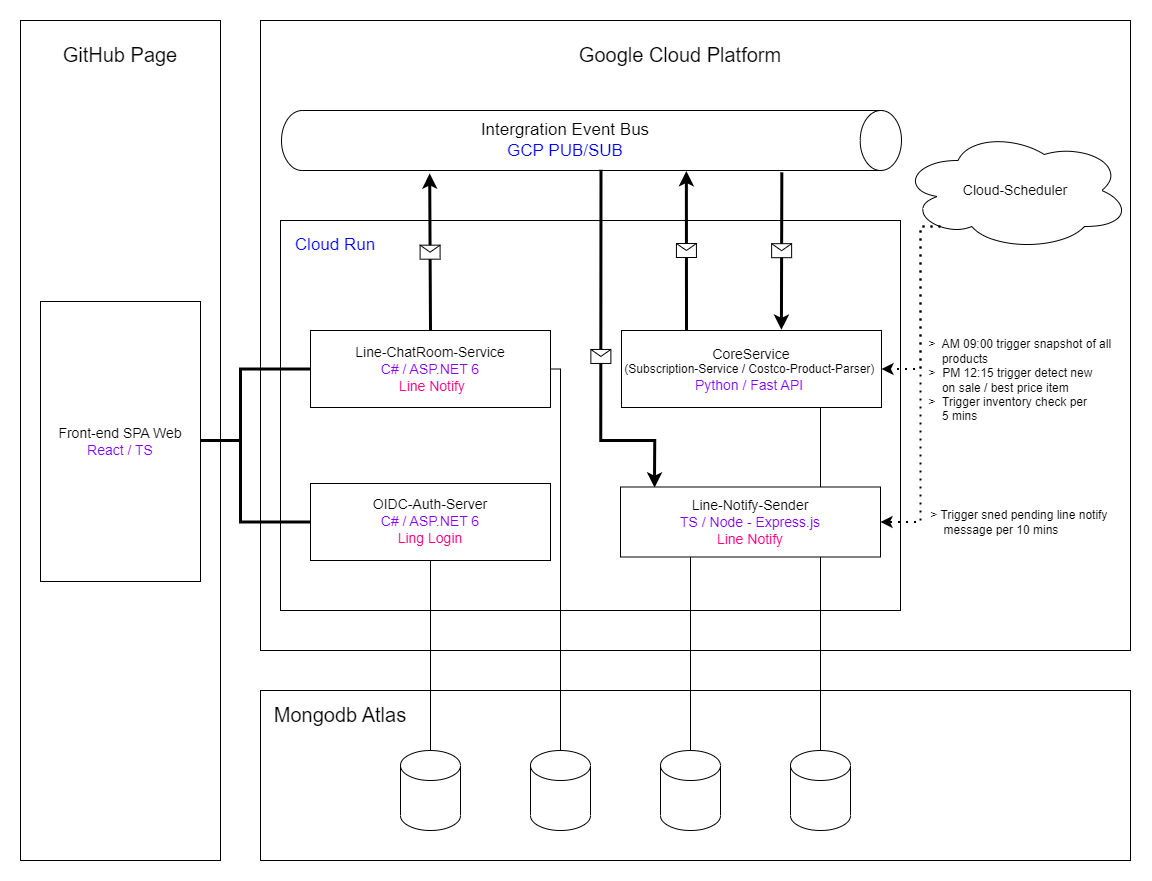 GitHub Page
Google Cloud Platform
Intergration Event Bus
GCP PUB/SUB
Cloud-Scheduler
Cloud Run
Line-ChatRoom-Service
C# / ASP.NET 6
Line Notify
CoreService
(Subscription-Service / Costco-Product-Parser)
Python / Fast API
> AM 09:00 trigger snapshot of all
products
> PM 12:15 trigger detect new
on sale / best price item
> Trigger inventory check per
5 mins
Front-end SPA Web
React / TS
OIDC-Auth-Server
C# / ASP.NET 6
Ling Login
Line-Notify-Sender
TS / Node - Express.js
Line Notify
> Trigger sned pending line notify
message per 10 mins
Mongodb Atlas